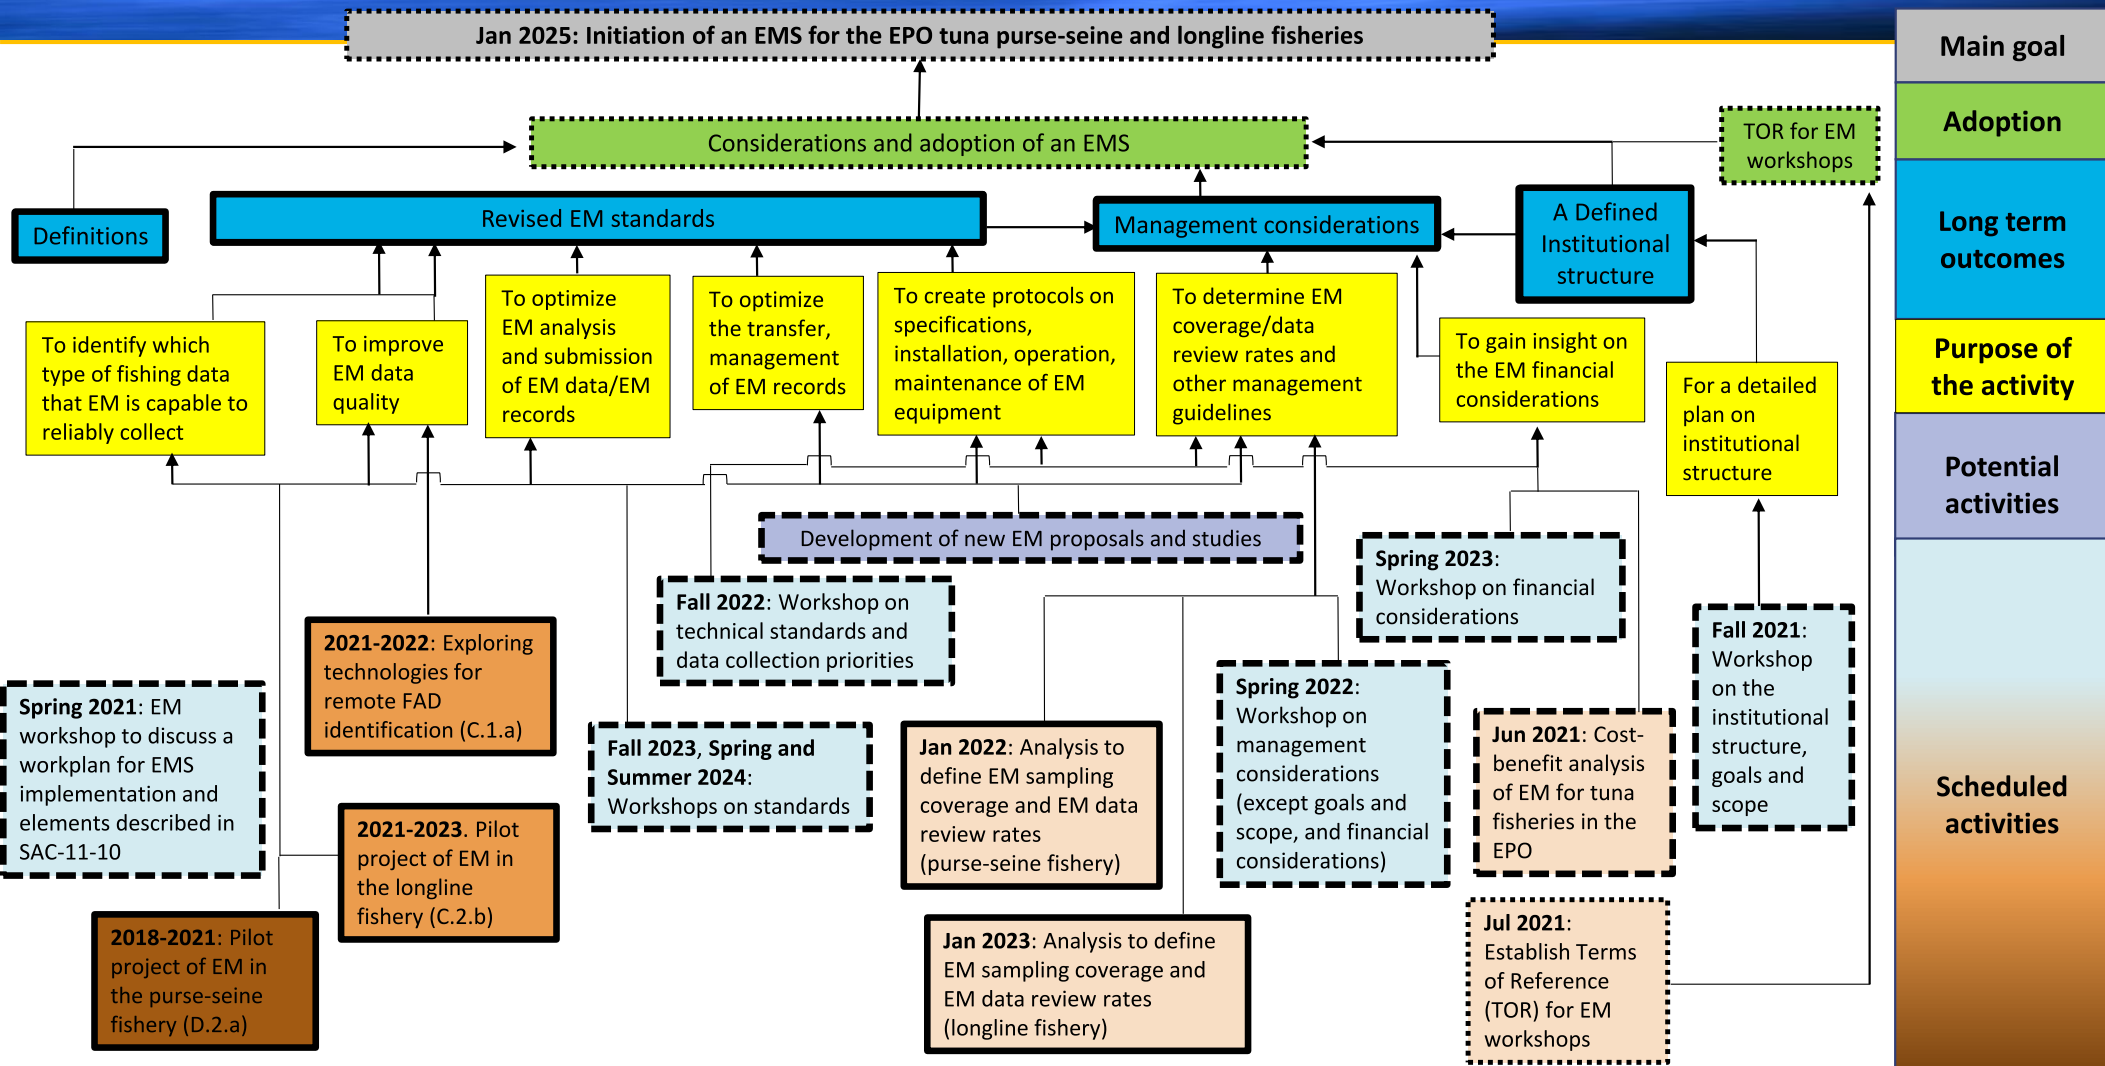 Jan 2025: Initiation of an EMS for the EPO tuna purse-seine and longline fisheries
Main goal
Considerations and adoption of an EMS
TOR for EM
workshops
Adoption
Definitions
Revised EM standards
Management considerations
A Defined
Institutional
structure
Long term
outcomes
To identify which
type of fishing data
that EM is capable to
reliably collect
To improve
EM data
quality
To optimize
EM analysis
and submission
of EM data/EM
records
To optimize
the transfer,
management
of EM records
To create protocols on
specifications,
installation, operation,
maintenance of EM
equipment
To determine EM
coverage/data
review rates and
other management
guidelines
To gain insight on
the EM financial
considerations
For a detailed
plan on
institutional
structure
Purpose of
the activity
Potential
activities
Development of new EM proposals and studies
Spring 2021: EM
workshop to discuss a
workplan for EMS
implementation and
elements described in
SAC-11-10
2018-2021: Pilot
project of EM in
the purse-seine
fishery (D.2.a)
2021-2022: Exploring
technologies for
remote FAD
identification (C.1.a)
2021-2023. Pilot
project of EM in
the longline
fishery (C.2.b)
Fall 2022: Workshop on
technical standards and
data collection priorities
Fall 2023, Spring and
Summer 2024:
Workshops on standards
Jan 2022: Analysis to
define EM sampling
coverage and EM data
review rates
(purse-seine fishery)
Jan 2023: Analysis to define
EM sampling coverage and
EM data review rates
(longline fishery)
Spring 2022:
Workshop on
management
considerations
(except goals and
scope, and financial
considerations)
Spring 2023:
Workshop on financial
considerations
Jun 2021: Cost-
benefit analysis
of EM for tuna
fisheries in the
EPO
Jul 2021:
Establish Terms
of Reference
(TOR) for EM
workshops
Fall 2021:
Workshop
on the
institutional
structure,
goals and
scope
Scheduled
activities